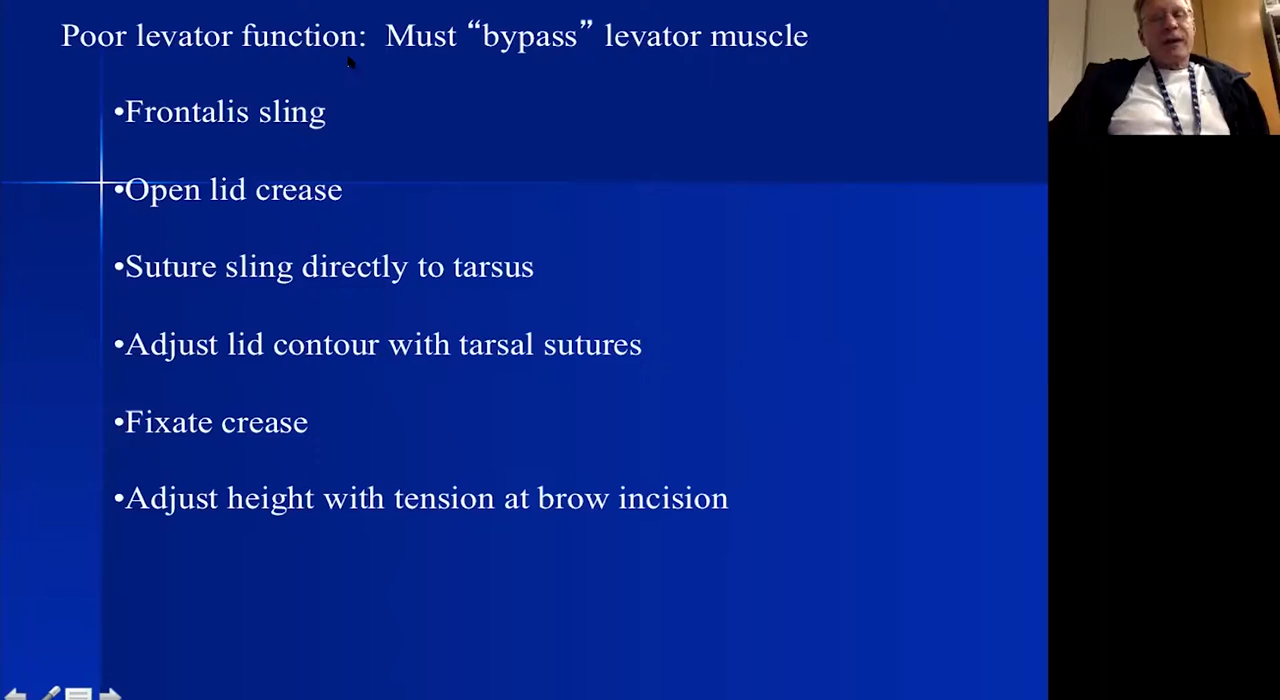 Poor levator function:  Must “bypass” levator muscle
•Frontalis sling
•Open lid crease
•Suture sling directly to tarsus
•Adjust lid contour with tarsal sutures
•Fixate crease
•Adjust height with tension at brow incision